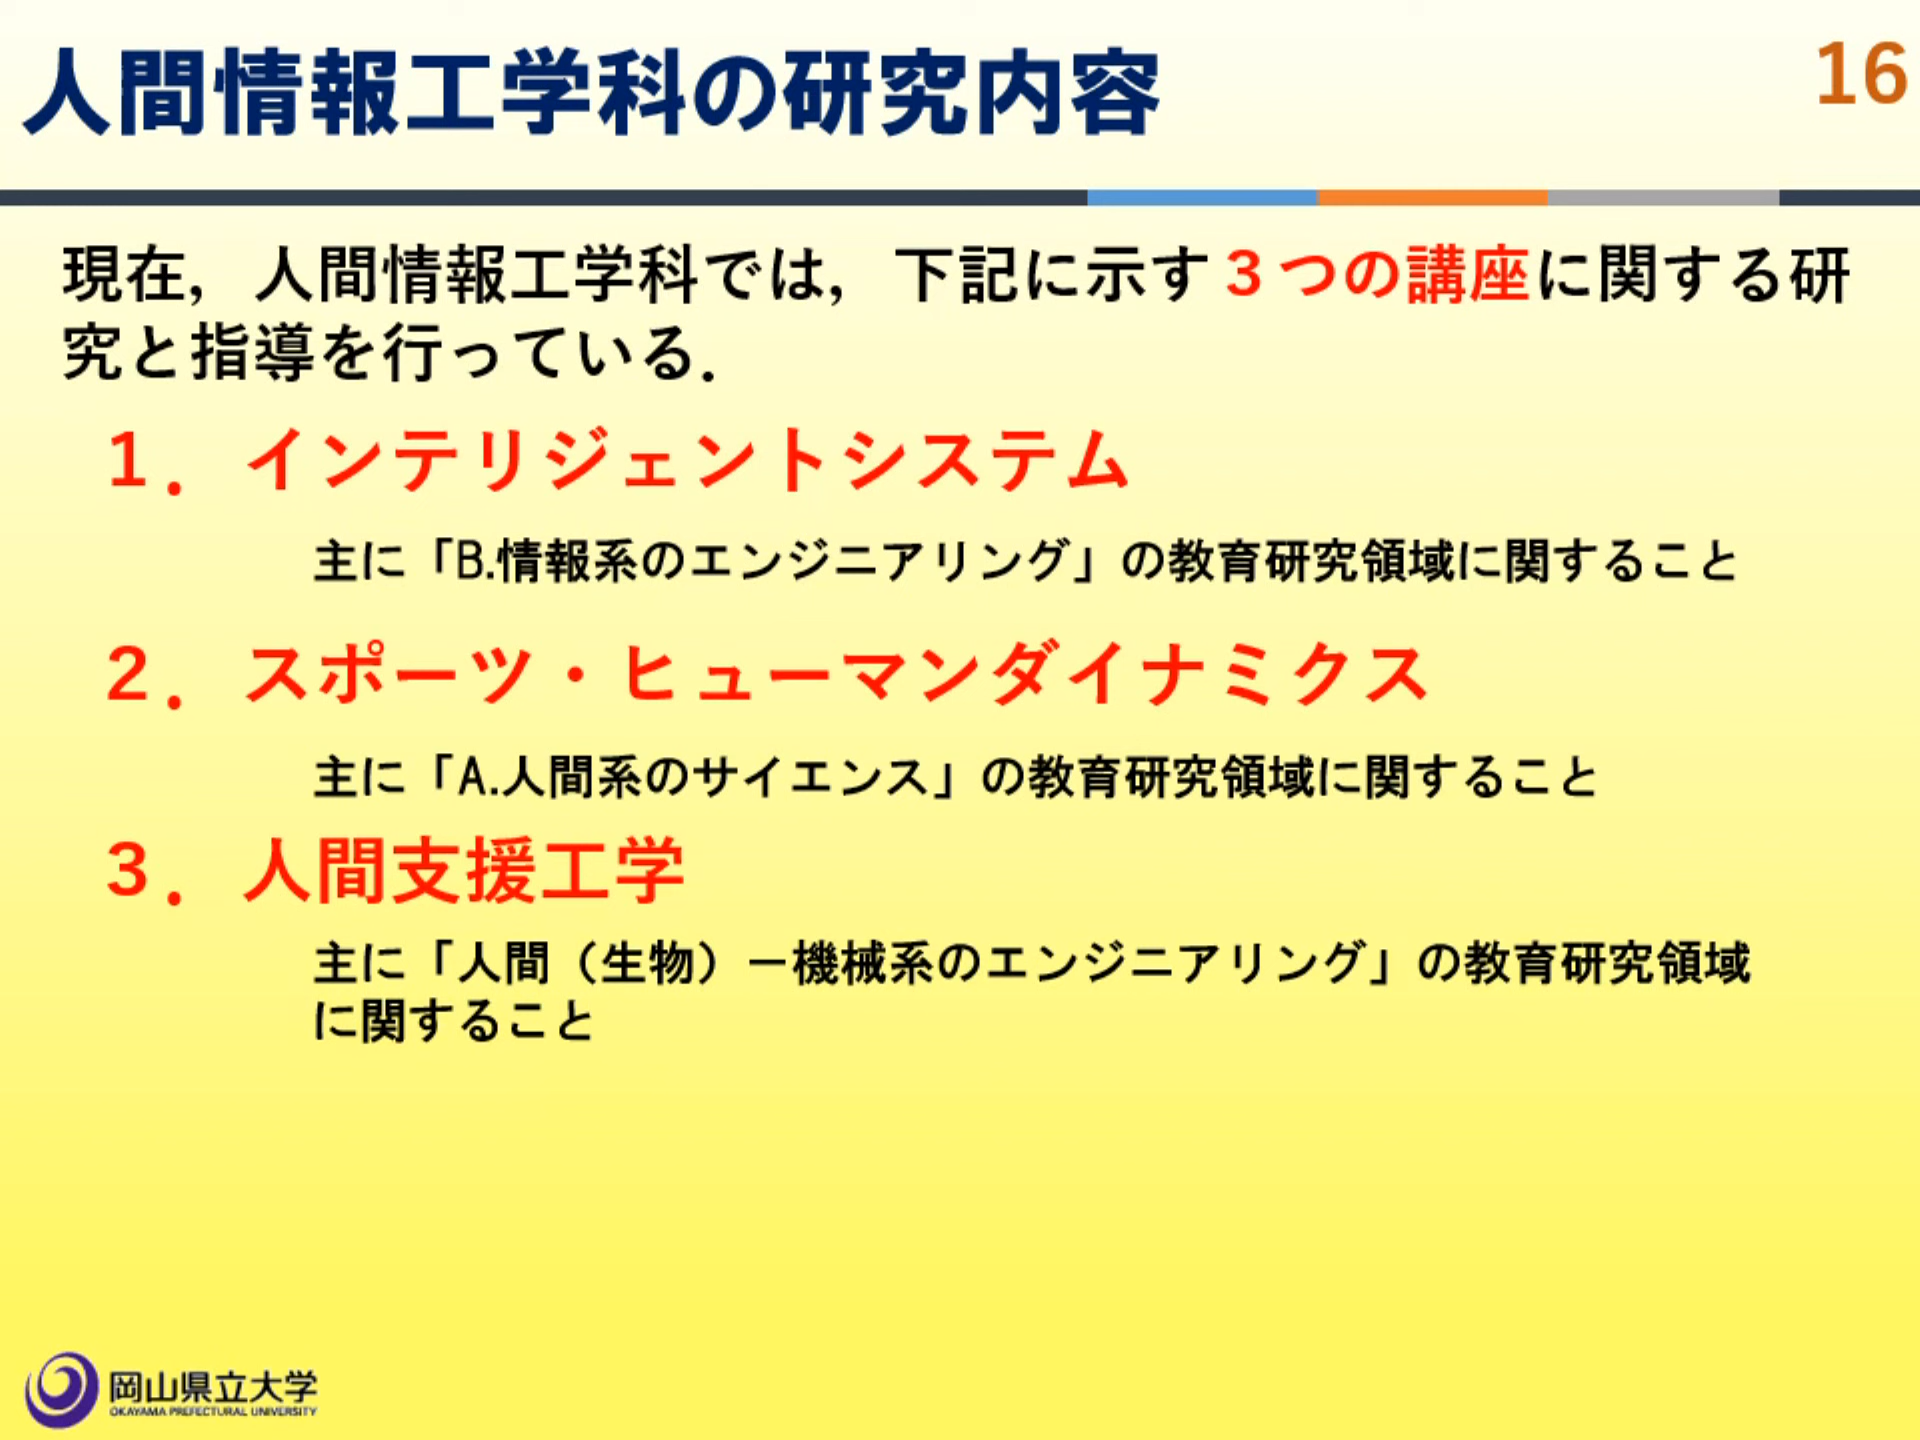 人間情報工学科の研究内容
16
現在，人間情報工学科では，下記に示す３つの講座に関する研
究と指導を行っている．
１．インテリジェントシステム
主に「B.情報系のエンジニアリング」の教育研究領域に関すること
２．スポーツ・ヒューマンダイナミクス
主に「A.人間系のサイエンス」の教育研究領域に関すること
３．人間支援工学
主に「人間（生物）－機械系のエンジニアリング」の教育研究領域
に関すること
岡山県立大学
OKAYAMA PREFECTURAL UNIVERSITY